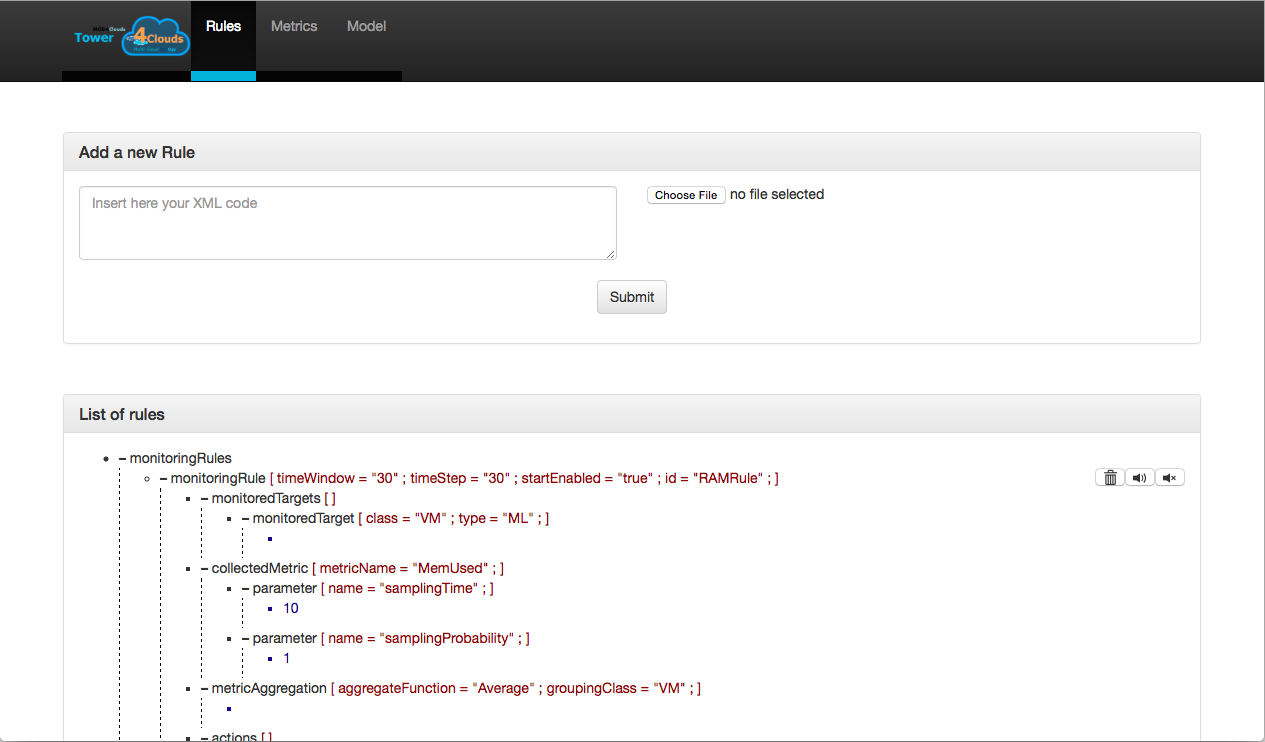 Tower 4Clouds
Rules
Metrics
Model
Add a new Rule
Insert here your XML code
Choose File no file selected
Submit
List of rules
– monitoringRules
– monitoringRule [ timeWindow = "30" ; timeStep = "30" ; startEnabled = "true" ; id = "RAMRule" ; ]
– monitoredTargets [ ]
– monitoredTarget [ class = "VM" ; type = "ML" ; ]
– collectedMetric [ metricName = "MemUsed" ; ]
– parameter [ name = "samplingTime" ; ]
10
– parameter [ name = "samplingProbability" ; ]
1
– metricAggregation [ aggregateFunction = "Average" ; groupingClass = "VM" ; ]
– actions [ ]